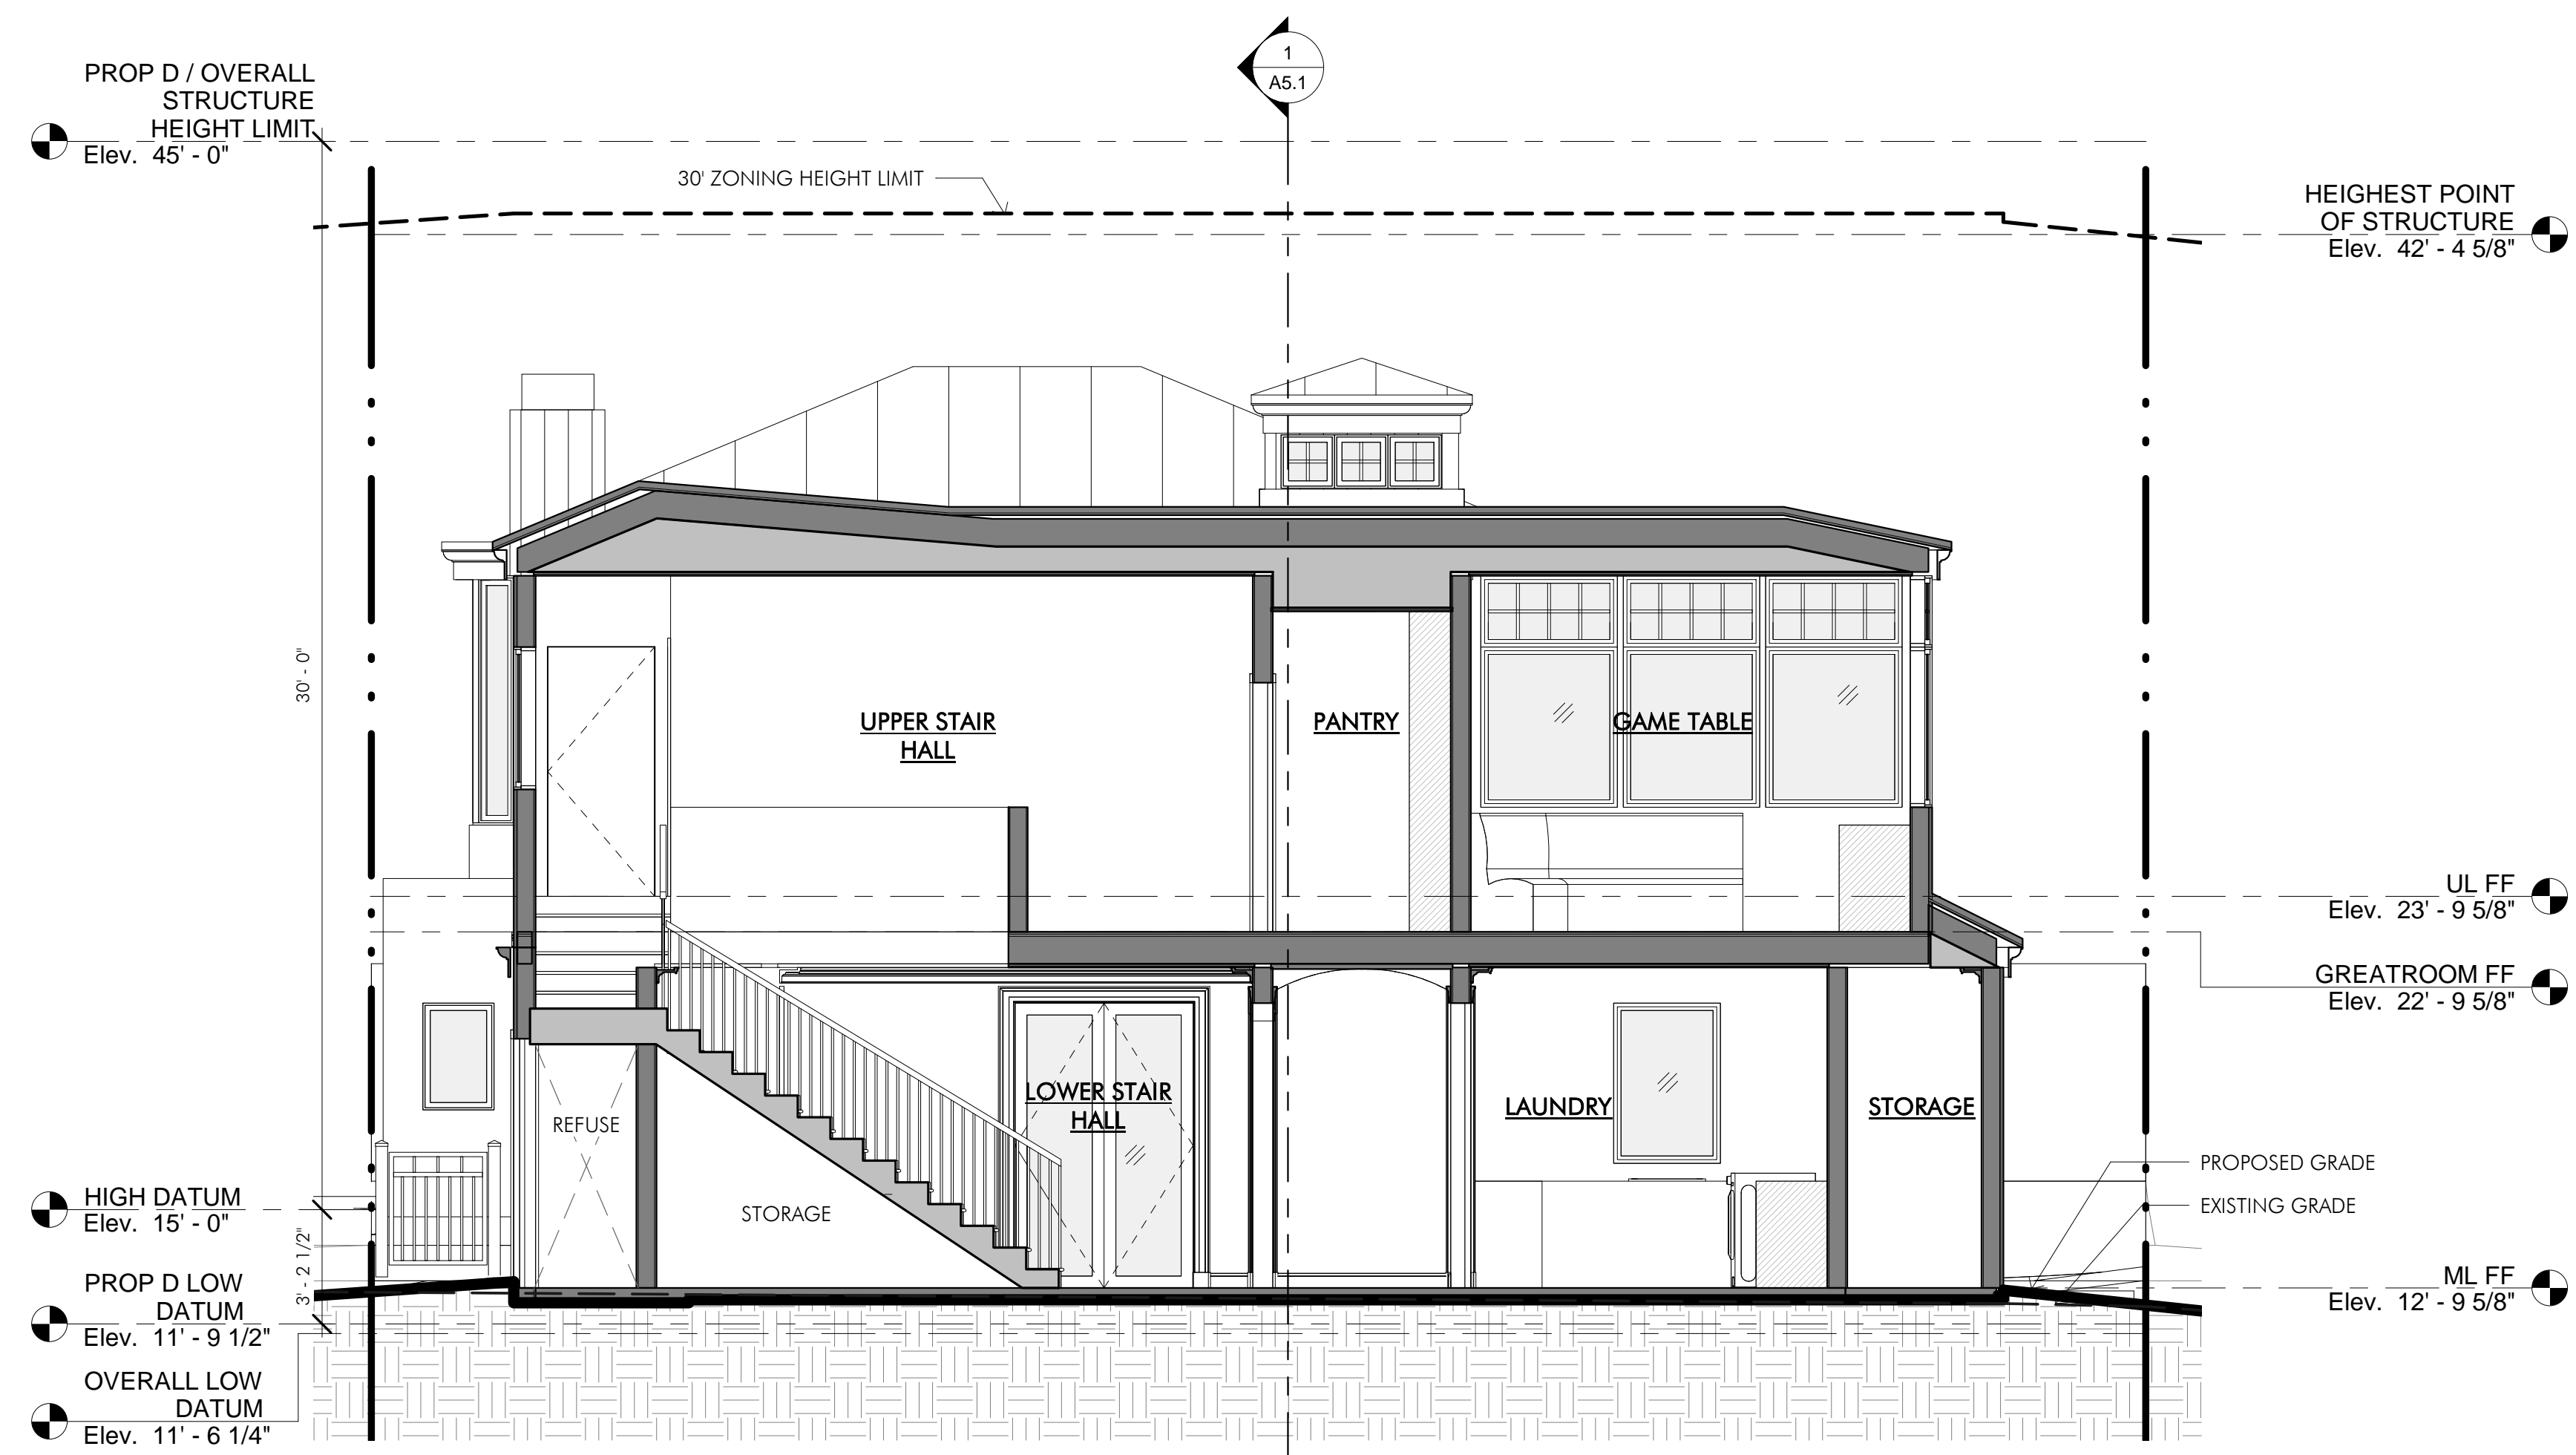 1
A5.1
PROP D / OVERALL
STRUCTURE
HEIGHT LIMIT
Elev. 45' - 0"
30' ZONING HEIGHT LIMIT
HEIGHEST POINT
OF STRUCTURE
Elev. 42' - 4 5/8"
30' - 0"
UPPER STAIR
HALL
PANTRY
GAME TABLE
UL FF
Elev. 23' - 9 5/8"
GREATROOM FF
Elev. 22' - 9 5/8"
REFUSE
LOWER STAIR
HALL
LAUNDRY
STORAGE
PROPOSED GRADE
EXISTING GRADE
STORAGE
HIGH DATUM
Elev. 15' - 0"
3' - 2 1/2"
PROP D LOW
DATUM
Elev. 11' - 9 1/2"
ML FF
Elev. 12' - 9 5/8"
OVERALL LOW
DATUM
Elev. 11' - 6 1/4"